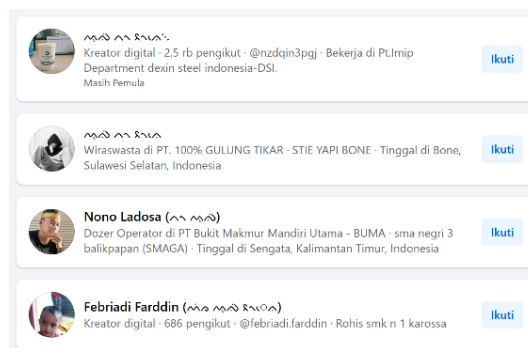 Kreator digital · 2,5 rb pengikut · @nzdqin3pgj · Bekerja di Pt.Imip
Department dexin steel indonesia-DSI.
Masih Pemula
Ikuti
Wiraswasta di PT. 100% GULUNG TIKAR · STIE YAPI BONE · Tinggal di Bone,
Sulawesi Selatan, Indonesia
Ikuti
Nono Ladosa
Dozer Operator di PT Bukit Makmur Mandiri Utama - BUMA · sma negri 3
balikpapan (SMAGA) · Tinggal di Sengata, Kalimantan Timur, Indonesia
Ikuti
Febriadi Farddin
Kreator digital · 686 pengikut · @febriadi.farddin · Rohis smk n 1 karossa
Ikuti